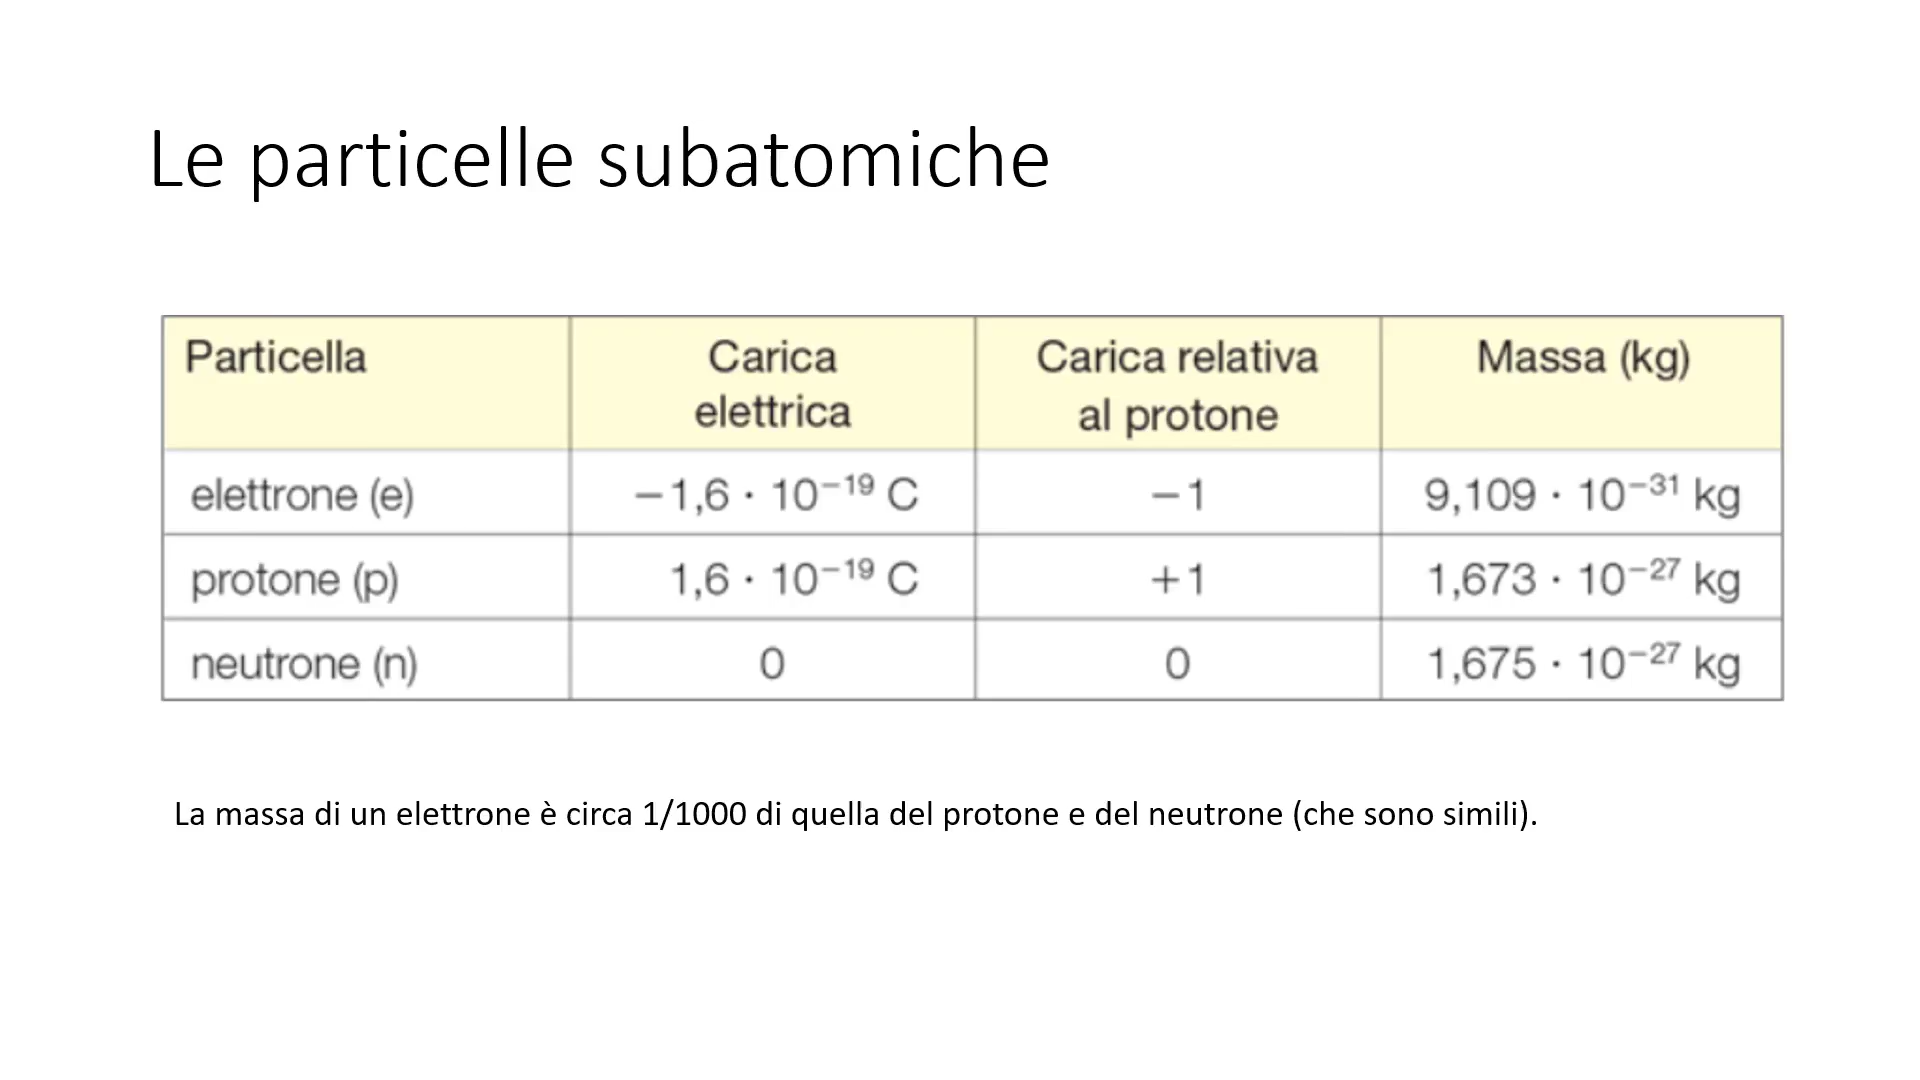 Le particelle subatomiche
Particella Carica elettrica Carica relativa al protone Massa (kg)
elettrone (e) −1,6 · 10⁻¹⁹ C −1 9,109 · 10⁻³¹ kg
protone (p) 1,6 · 10⁻¹⁹ C +1 1,673 · 10⁻²⁷ kg
neutrone (n) 0 0 1,675 · 10⁻²⁷ kg
La massa di un elettrone è circa 1/1000 di quella del protone e del neutrone (che sono simili).